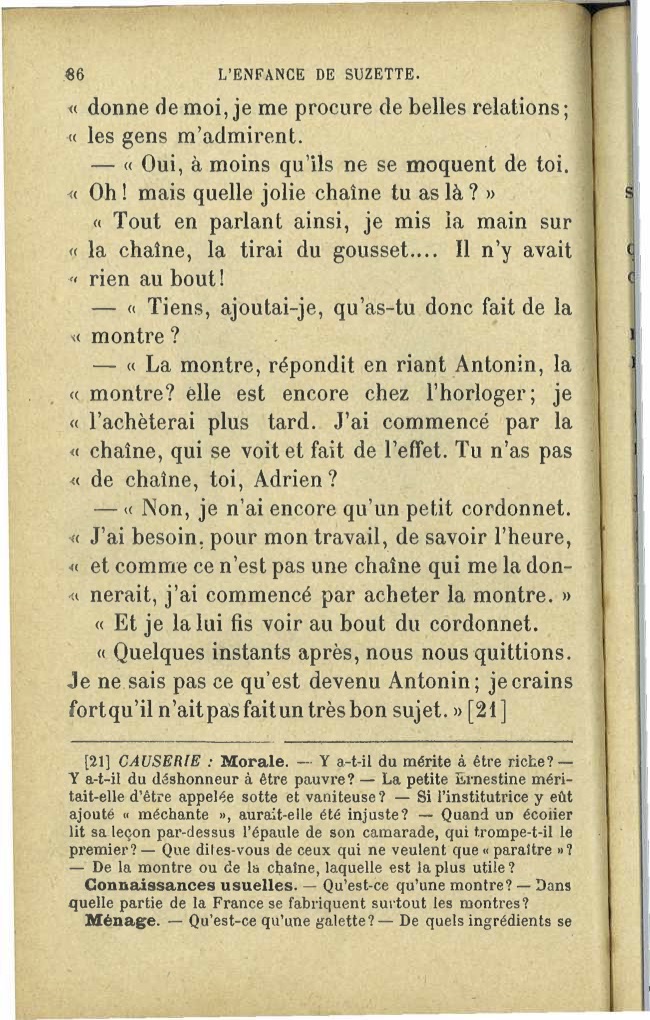 86 L'ENFANCE DE SUZETTE.
« donne de moi, je me procure de belles relations;
« les gens m'admirent.
— « Oui, à moins qu'ils ne se moquent de toi.
« Oh! mais quelle jolie chaîne tu as là? »
« Tout en parlant ainsi, je mis la main sur
« la chaîne, la tirai du gousset.... Il n'y avait
« rien au bout!
— « Tiens, ajoutai-je, qu'as-tu donc fait de la
« montre?
— « La montre, répondit en riant Antonin, la
« montre? elle est encore chez l'horloger; je
« l'achèterai plus tard. J'ai commencé par la
« chaîne, qui se voit et fait de l'effet. Tu n'as pas
« de chaîne, toi, Adrien?
— « Non, je n'ai encore qu'un petit cordonnet.
« J'ai besoin, pour mon travail, de savoir l'heure,
« et comme ce n'est pas une chaîne qui me la don-
« nerait, j'ai commencé par acheter la montre. »
« Et je la lui fis voir au bout du cordonnet.
« Quelques instants après, nous nous quittions.
Je ne sais pas ce qu'est devenu Antonin; je crains
fort qu'il n'ait pas fait un très bon sujet. » [21]
[21] CAUSERIE : Morale. — Y a-t-il du mérite à être riche? —
Y a-t-il du déshonneur à être pauvre? — La petite Ernestine méri-
tait-elle d'être appelée sotte et vaniteuse? — Si l'institutrice y eût
ajouté « méchante », aurait-elle été injuste? — Quand un écolier
lit sa leçon par-dessus l'épaule de son camarade, qui trompe-t-il le
premier? — Que dites-vous de ceux qui ne veulent que « paraître »?
— De la montre ou de la chaîne, laquelle est la plus utile?
Connaissances usuelles. — Qu'est-ce qu'une montre? — Dans
quelle partie de la France se fabriquent surtout les montres?
Ménage. — Qu'est-ce qu'une galette? — De quels ingrédients se